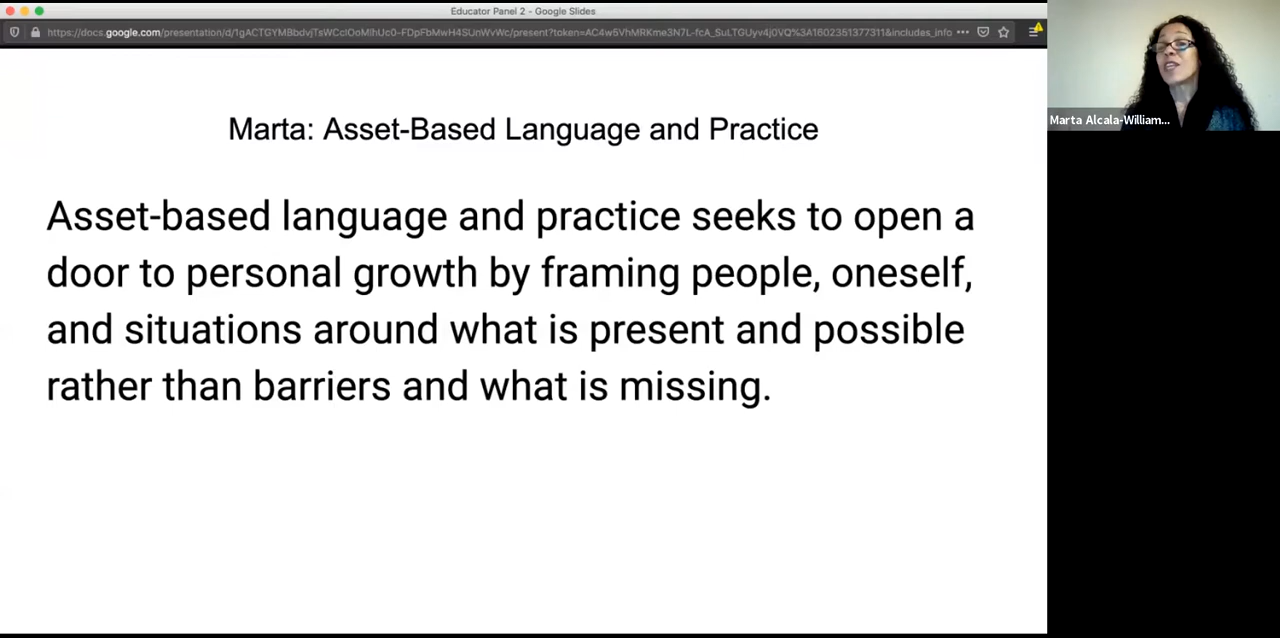 Educator Panel 2 - Google Slides
Marta: Asset-Based Language and Practice
Asset-based language and practice seeks to open a
door to personal growth by framing people, oneself,
and situations around what is present and possible
rather than barriers and what is missing.
Marta Alcala-William...